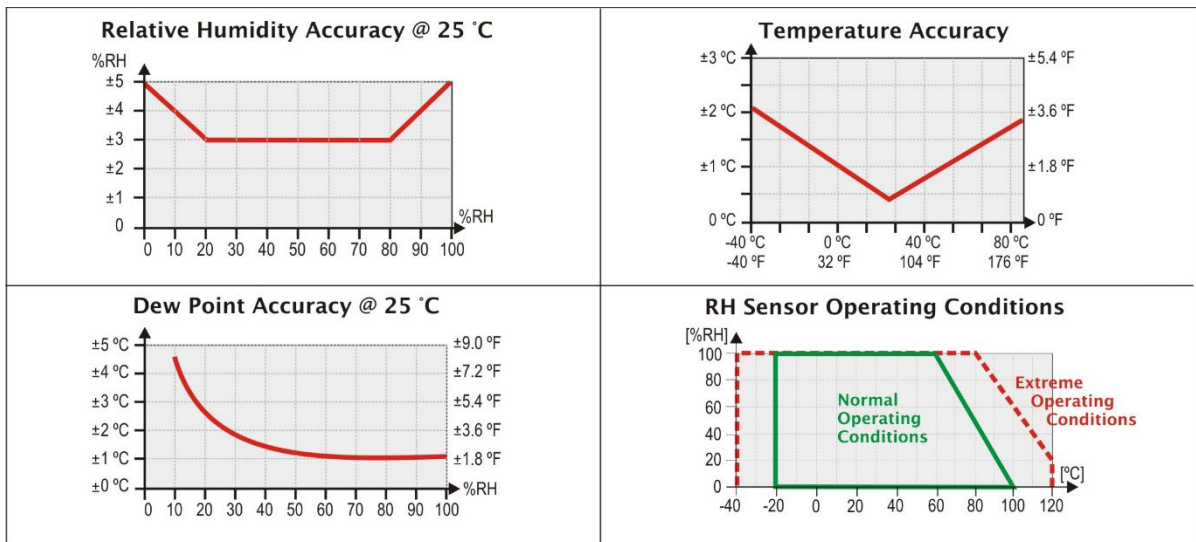 Relative Humidity Accuracy @ 25 ˚C
%RH
±5
±4
±3
±2
±1
0
%RH
0 10 20 30 40 50 60 70 80 90 100
Temperature Accuracy
±3 ºC
±2 ºC
±1 ºC
0 ºC
±5.4 ºF
±3.6 ºF
±1.8 ºF
0 ºF
-40 ºC 0 ºC 40 ºC 80 ºC
-40 ºF 32 ºF 104 ºF 176 ºF
Dew Point Accuracy @ 25 ˚C
±5 ºC
±4 ºC
±3 ºC
±2 ºC
±1 ºC
±0 ºC
±9.0 ºF
±7.2 ºF
±5.4 ºF
±3.6 ºF
±1.8 ºF
%RH
0 10 20 30 40 50 60 70 80 90 100
RH Sensor Operating Conditions
[%RH]
100
80
60
40
20
0
Normal
Operating
Conditions
Extreme
Operating
Conditions
[ºC]
-40 -20 0 20 40 60 80 100 120